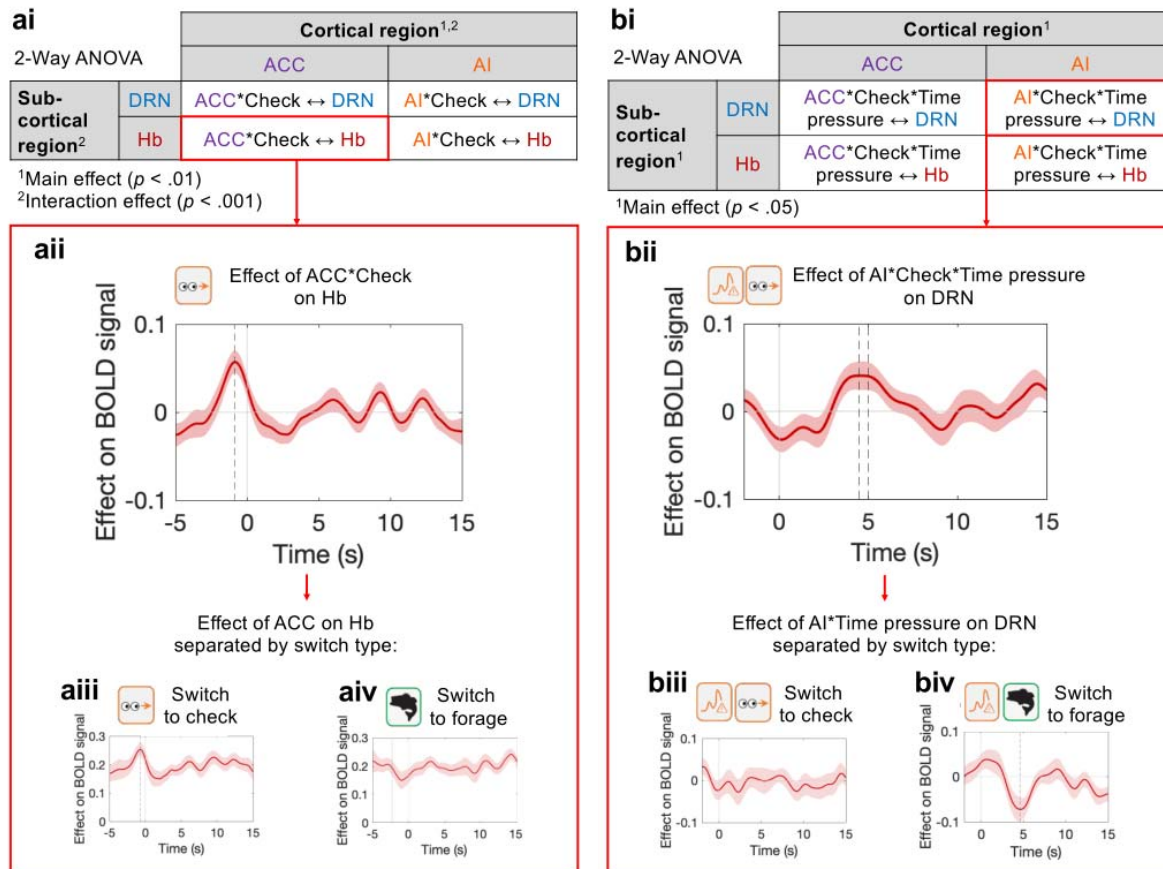 ai
Cortical region1,2
2-Way ANOVA
ACC
AI
Sub-
cortical
region2
DRN
ACC*Check ↔ DRN
AI*Check ↔ DRN
Hb
ACC*Check ↔ Hb
AI*Check ↔ Hb
1Main effect (p < .01)
2Interaction effect (p < .001)
aii
Effect of ACC*Check
on Hb
Effect on BOLD signal
0.1
0
-0.1
-5
0
5
10
15
Time (s)
Effect of ACC on Hb
separated by switch type:
aiii
Switch
to check
Effect on BOLD signal
0.3
0.2
0.1
0
-5
0
5
10
15
Time (s)
aiv
Switch
to forage
Effect on BOLD signal
0.3
0.2
0.1
0
-5
0
5
10
15
Time (s)
bi
Cortical region1
2-Way ANOVA
ACC
AI
Sub-
cortical
region1
DRN
ACC*Check*Time
pressure ↔ DRN
AI*Check*Time
pressure ↔ DRN
Hb
ACC*Check*Time
pressure ↔ Hb
AI*Check*Time
pressure ↔ Hb
1Main effect (p < .05)
bii
Effect of AI*Check*Time pressure
on DRN
Effect on BOLD signal
0.1
0
-0.1
0
5
10
15
Time (s)
Effect of AI*Time pressure on DRN
separated by switch type:
biii
Switch
to check
Effect on BOLD signal
0.1
0
-0.1
0
5
10
15
Time (s)
biv
Switch
to forage
Effect on BOLD signal
0.1
0
-0.1
0
5
10
15
Time (s)